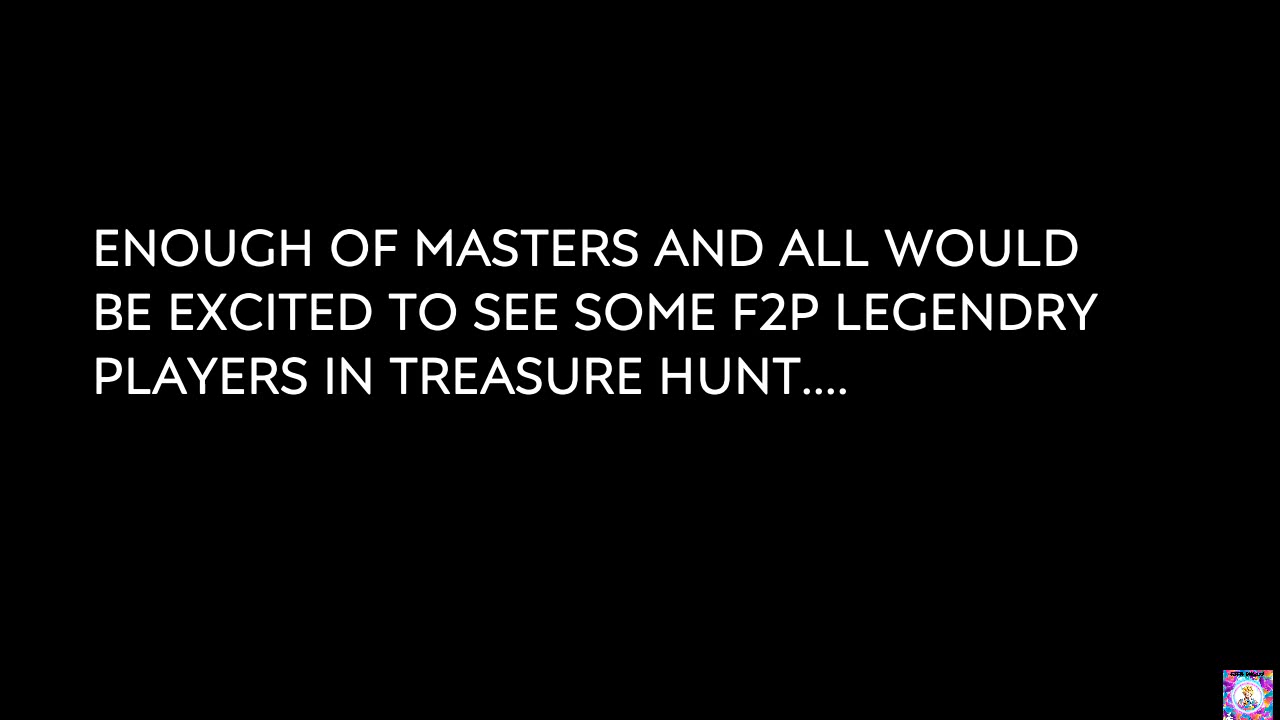 ENOUGH OF MASTERS AND ALL WOULD
BE EXCITED TO SEE SOME F2P LEGENDRY
PLAYERS IN TREASURE HUNT....